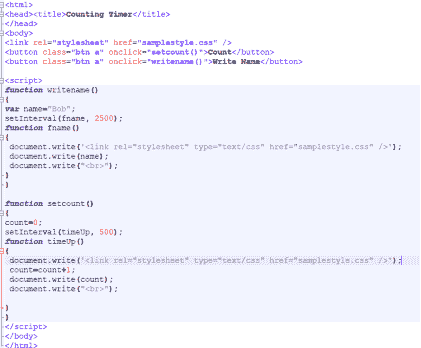 <html>
<head><title>Counting Timer</title>
</head>
<body>
<link rel="stylesheet" href="samplestyle.css" />
<button class="btn a" onclick="setcount()">Count</button>
<button class="btn a" onclick="writename()">Write Name</button>
<script>
function writename()
{
var name="Bob";
setInterval(fname, 2500);
function fname()
{
document.write('<link rel="stylesheet" type="text/css" href="samplestyle.css" />');
document.write(name);
document.write("<br>");
}
}
function setcount()
{
count=0;
setInterval(timeUp, 500);
function timeUp()
{
document.write('<link rel="stylesheet" type="text/css" href="samplestyle.css" />');
count=count+1;
document.write(count);
document.write("<br>");
}
}
</script>
</body>
</html>